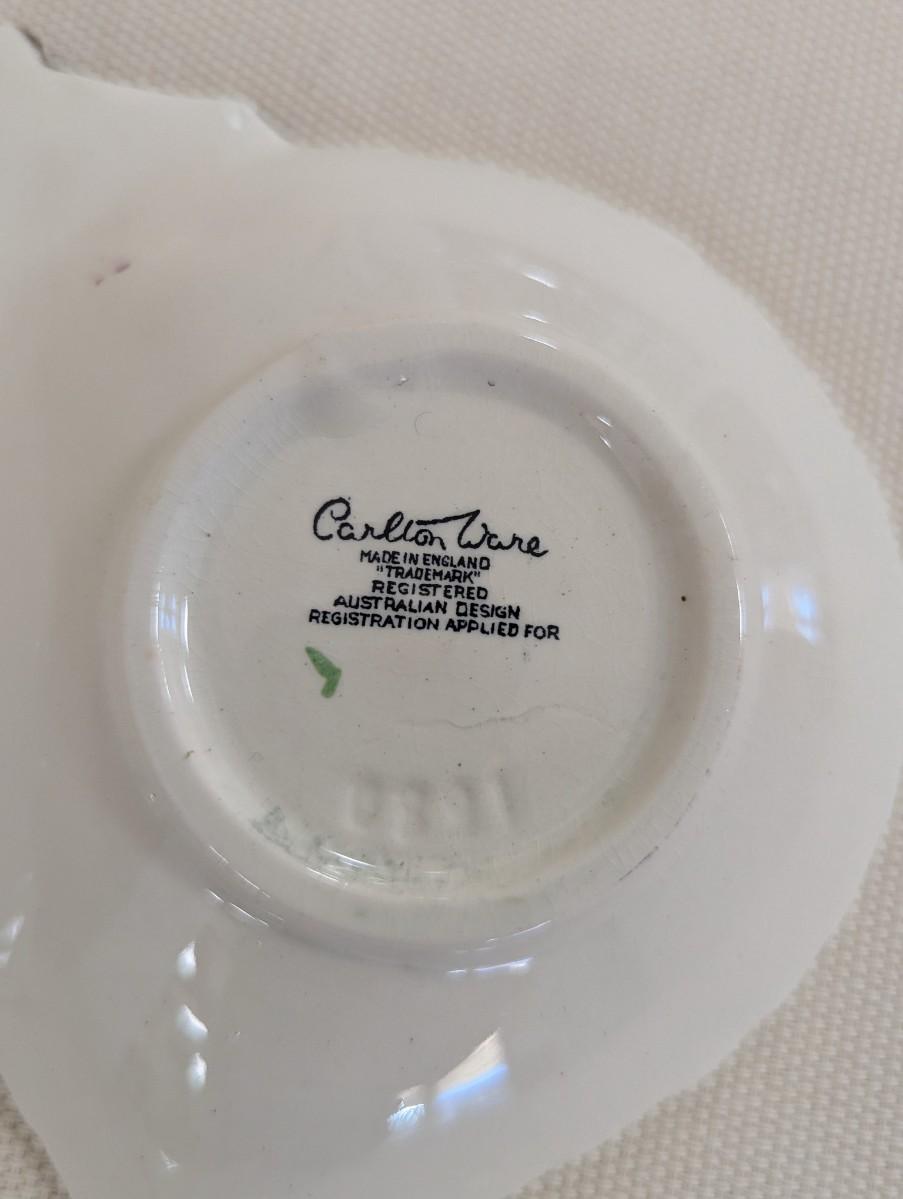 Carlton Ware
MADE IN ENGLAND
"TRADEMARK"
REGISTERED
AUSTRALIAN DESIGN
REGISTRATION APPLIED FOR